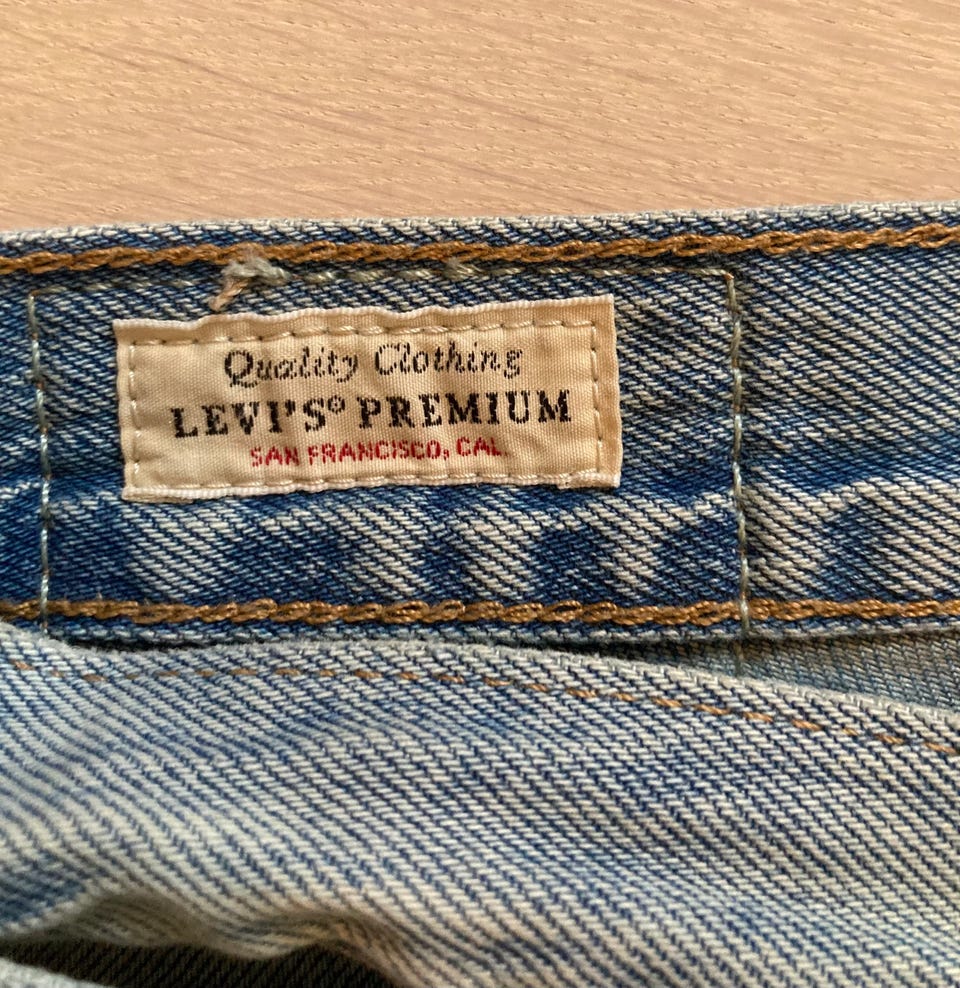 Quality Clothing
LEVI'S® PREMIUM
SAN FRANCISCO, CAL